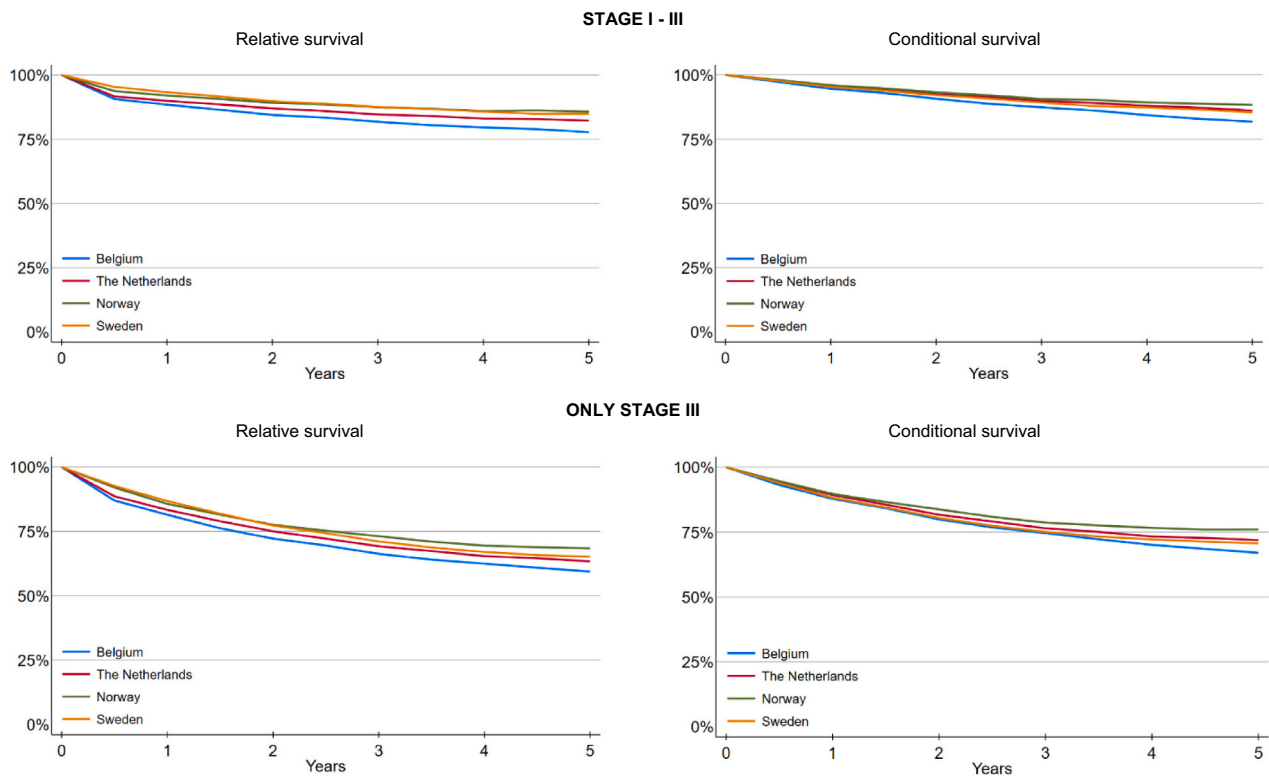 STAGE I - III
Relative survival
100%
75%
50%
25%
0%
Belgium
The Netherlands
Norway
Sweden
0 1 2 3 4 5
Years
Conditional survival
100%
75%
50%
25%
0%
Belgium
The Netherlands
Norway
Sweden
0 1 2 3 4 5
Years
ONLY STAGE III
Relative survival
100%
75%
50%
25%
0%
Belgium
The Netherlands
Norway
Sweden
0 1 2 3 4 5
Years
Conditional survival
100%
75%
50%
25%
0%
Belgium
The Netherlands
Norway
Sweden
0 1 2 3 4 5
Years